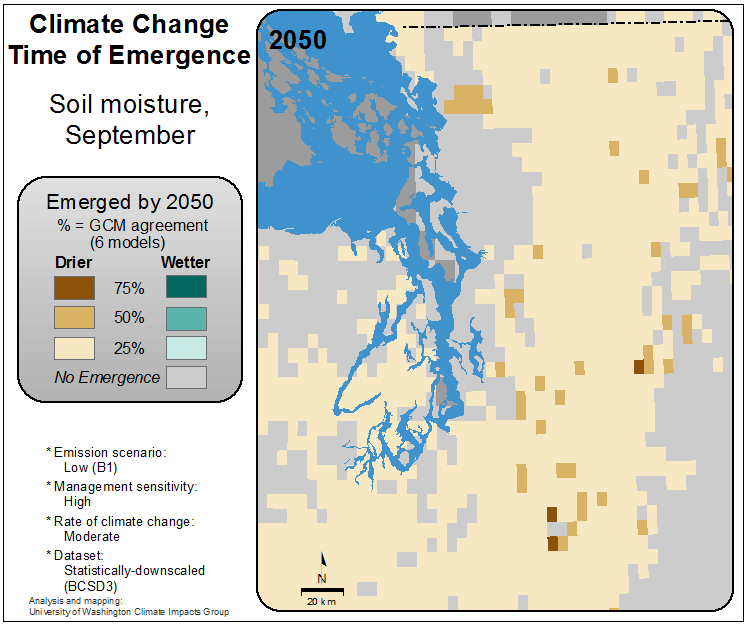 Climate Change
Time of Emergence
Soil moisture,
September
Emerged by 2050
% = GCM agreement
(6 models)
Drier Wetter
75%
50%
25%
No Emergence
* Emission scenario:
Low (B1)
* Management sensitivity:
High
* Rate of climate change:
Moderate
* Dataset:
Statistically-downscaled
(BCSD3)
Analysis and mapping:
University of Washington Climate Impacts Group
2050
N
20 km